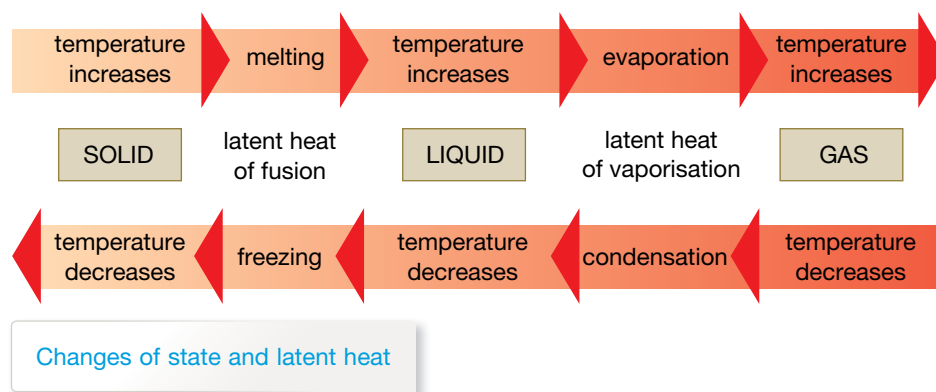 temperature
increases
melting
temperature
increases
evaporation
temperature
increases
SOLID
latent heat
of fusion
LIQUID
latent heat
of vaporisation
GAS
temperature
decreases
freezing
temperature
decreases
condensation
temperature
decreases
Changes of state and latent heat